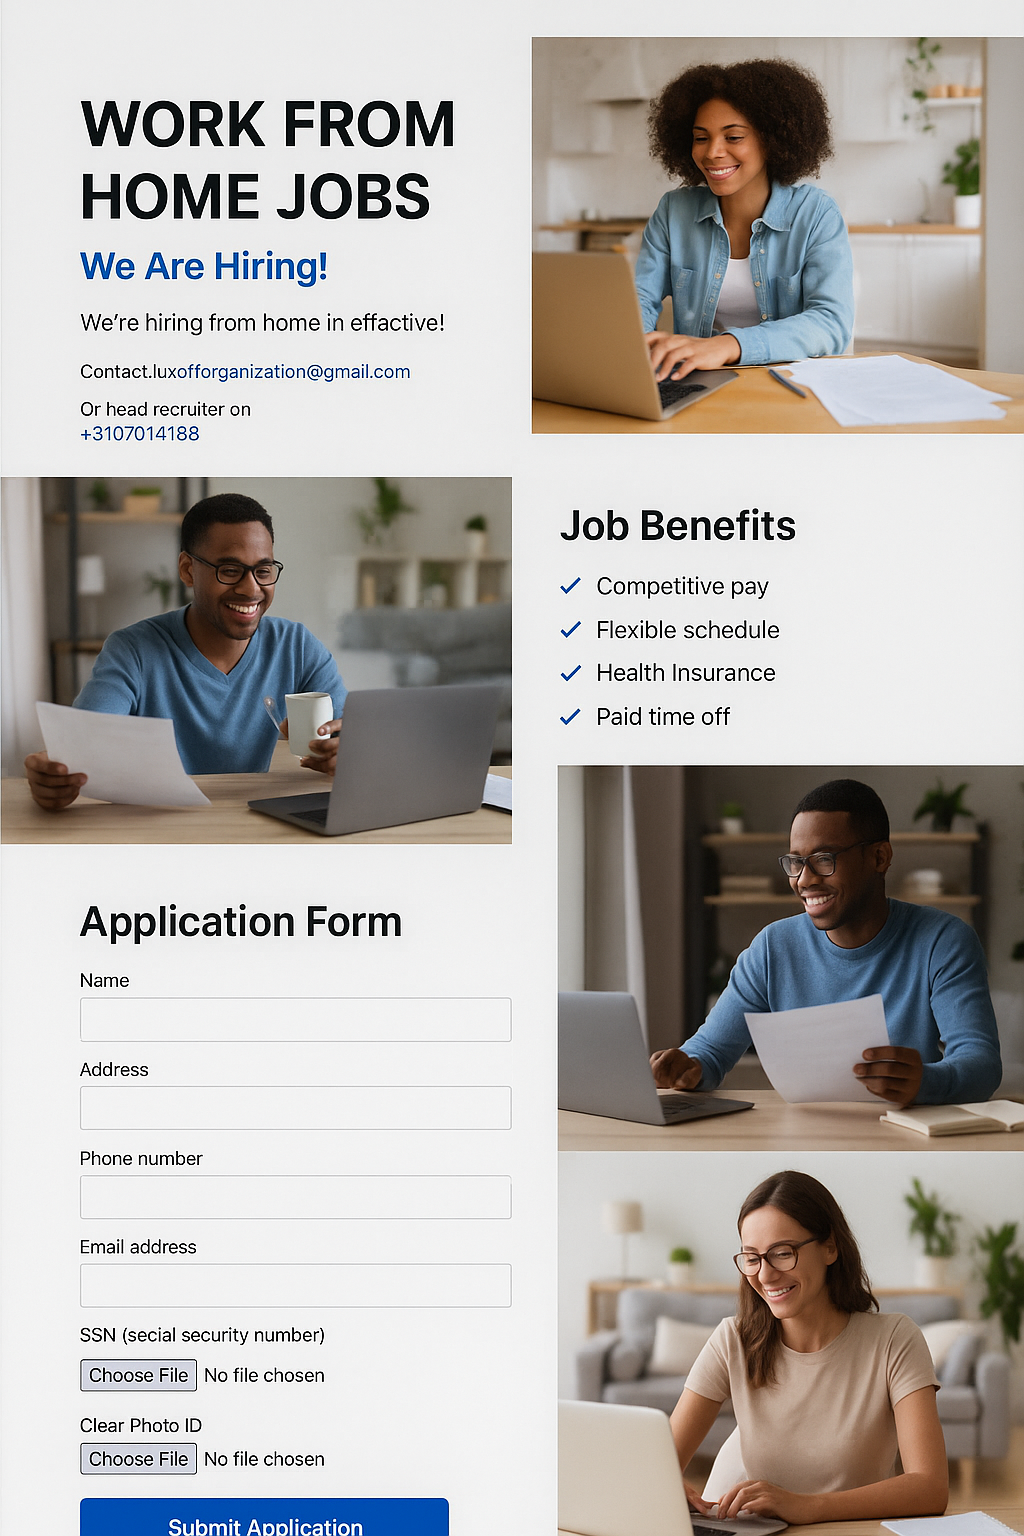 WORK FROM
HOME JOBS
We Are Hiring!
We’re hiring from home in effactive!
Contact.luxofforganization@gmail.com
Or head recruiter on
+3107014188
Job Benefits
Competitive pay
Flexible schedule
Health Insurance
Paid time off
Application Form
Name
Address
Phone number
Email address
SSN (secial security number)
Choose File No file chosen
Clear Photo ID
Choose File No file chosen
Submit Application